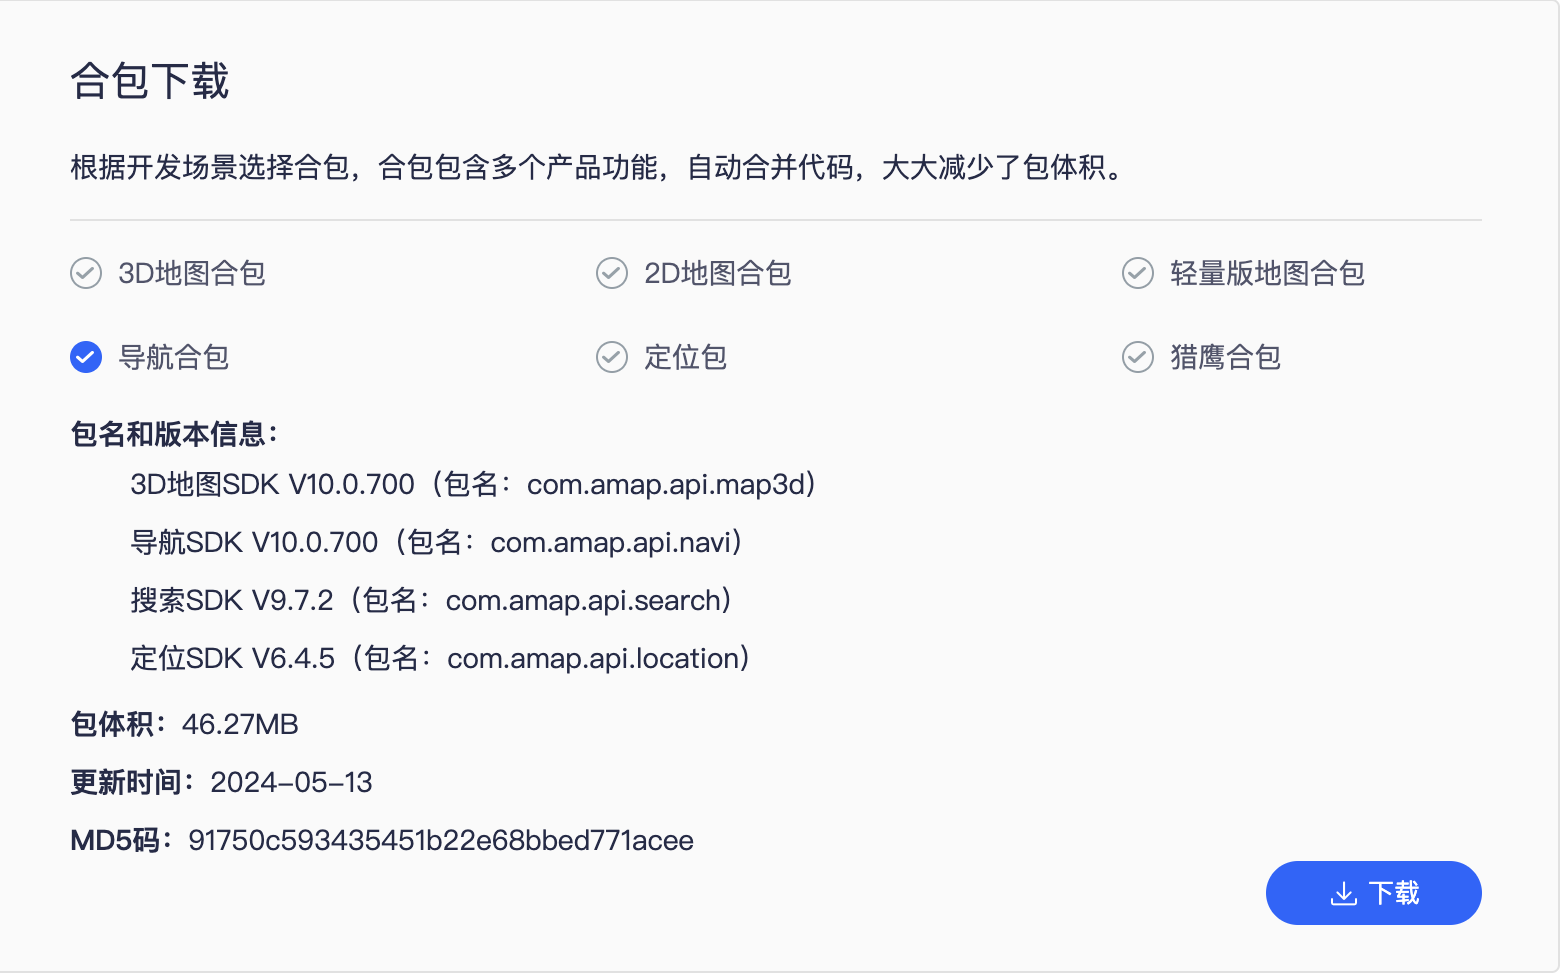 合包下载
根据开发场景选择合包，合包包含多个产品功能，自动合并代码，大大减少了包体积。
3D地图合包
2D地图合包
轻量版地图合包
导航合包
定位包
猎鹰合包
包名和版本信息：
3D地图SDK V10.0.700（包名：com.amap.api.map3d）
导航SDK V10.0.700（包名：com.amap.api.navi）
搜索SDK V9.7.2（包名：com.amap.api.search）
定位SDK V6.4.5（包名：com.amap.api.location）
包体积：46.27MB
更新时间：2024-05-13
MD5码：91750c593435451b22e68bbed771acee
下载